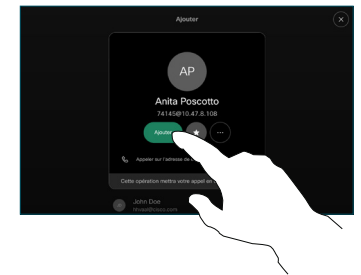 Ajouter
AP
Anita Poscotto
74145@10.47.8.108
Ajouter
Appeler sur l'adresse de c
Cette opération mettra votre appel en
John Doe